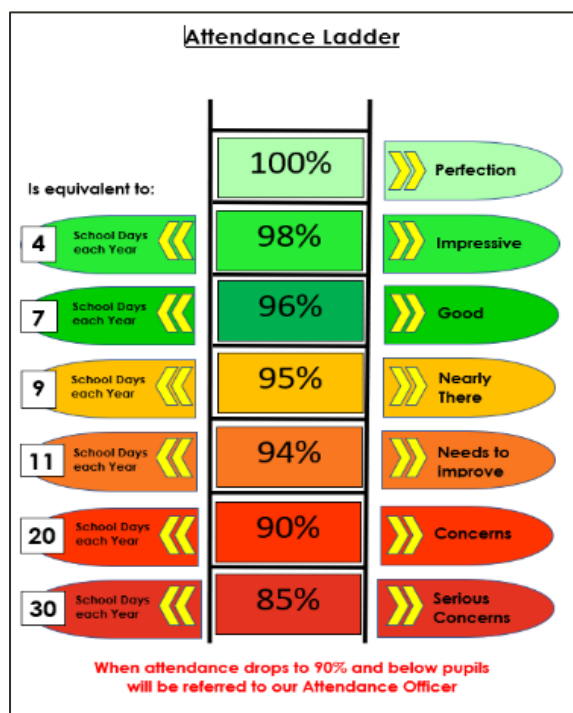 Attendance Ladder
100%
Perfection
Is equivalent to:
4
School Days
each Year
98%
Impressive
7
School Days
each Year
96%
Good
9
School Days
each Year
95%
Nearly
There
11
School Days
each Year
94%
Needs to
improve
20
School Days
each Year
90%
Concerns
30
School Days
each Year
85%
Serious
Concerns
When attendance drops to 90% and below pupils
will be referred to our Attendance Officer